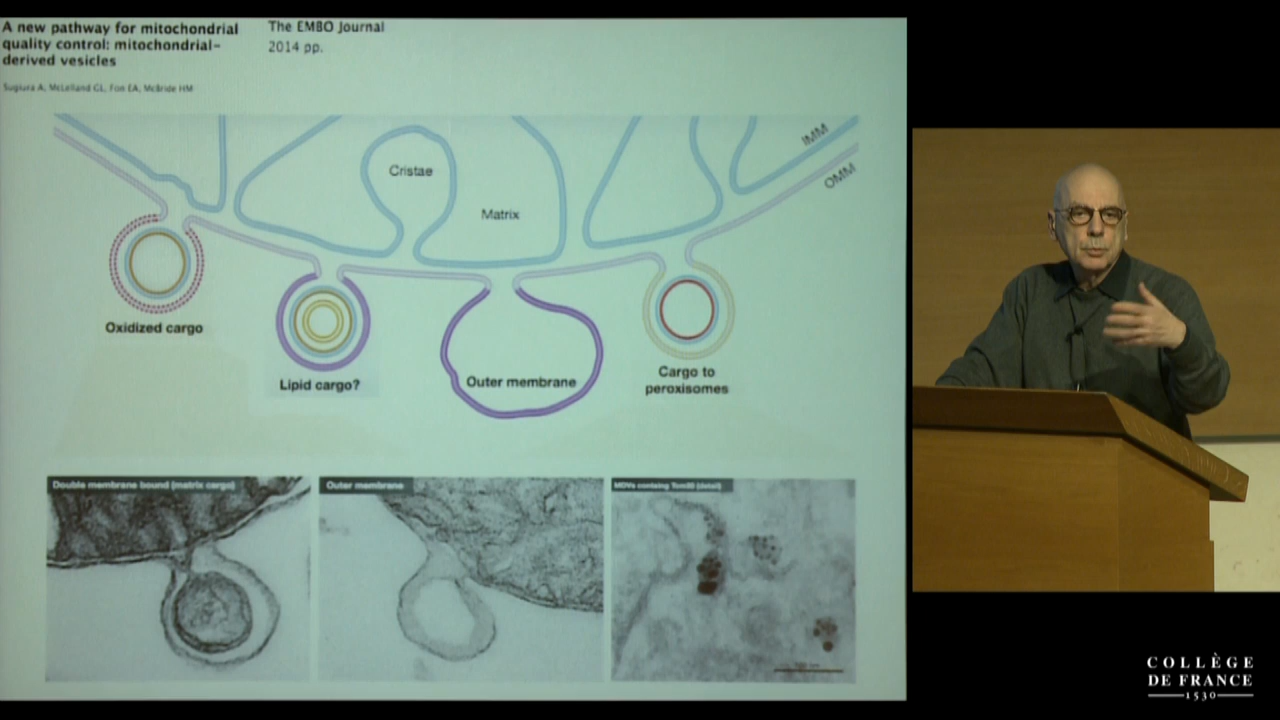 A new pathway for mitochondrial
quality control: mitochondrial-
derived vesicles
The EMBO Journal
2014 pp.
Sugiura A, McLelland GL, Fon EA, McBride HM
Cristae
Matrix
IMM
OMM
Oxidized cargo
Lipid cargo?
Outer membrane
Cargo to
peroxisomes
Double membrane bound (matrix cargo)
Outer membrane
MDVs containg Tom20 (detail)
COLLÈGE
DE FRANCE
1530